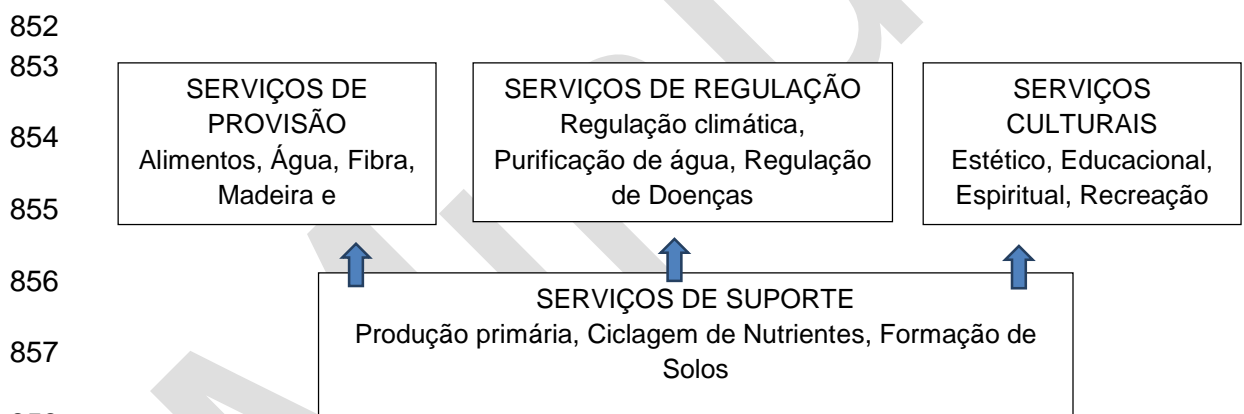 852
853
SERVIÇOS DE
PROVISÃO
Alimentos, Água, Fibra,
Madeira e
SERVIÇOS DE REGULAÇÃO
Regulação climática,
Purificação de água, Regulação
de Doenças
SERVIÇOS
CULTURAIS
Estético, Educacional,
Espiritual, Recreação
854
855
856
SERVIÇOS DE SUPORTE
Produção primária, Ciclagem de Nutrientes, Formação de
Solos
857